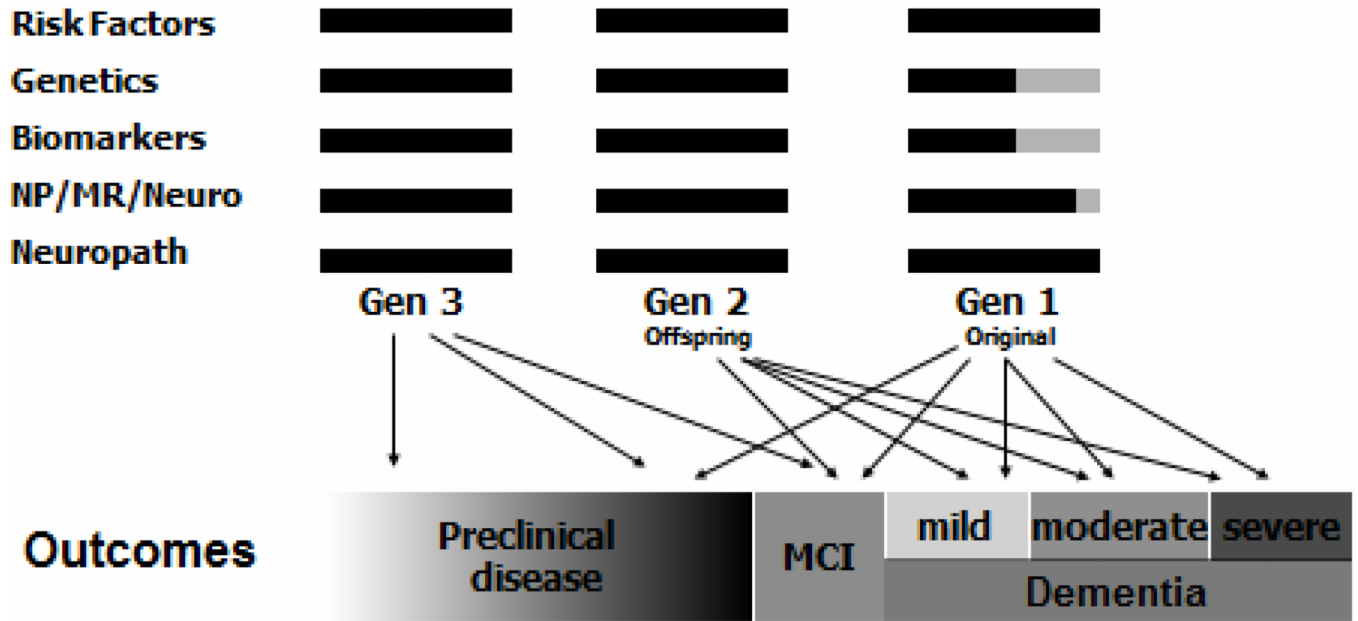 Risk Factors
Genetics
Biomarkers
NP/MR/Neuro
Neuropath
Gen 3
Gen 2
Gen 1
Offspring
Original
Outcomes
Preclinical
disease
MCI
mild
moderate
severe
Dementia